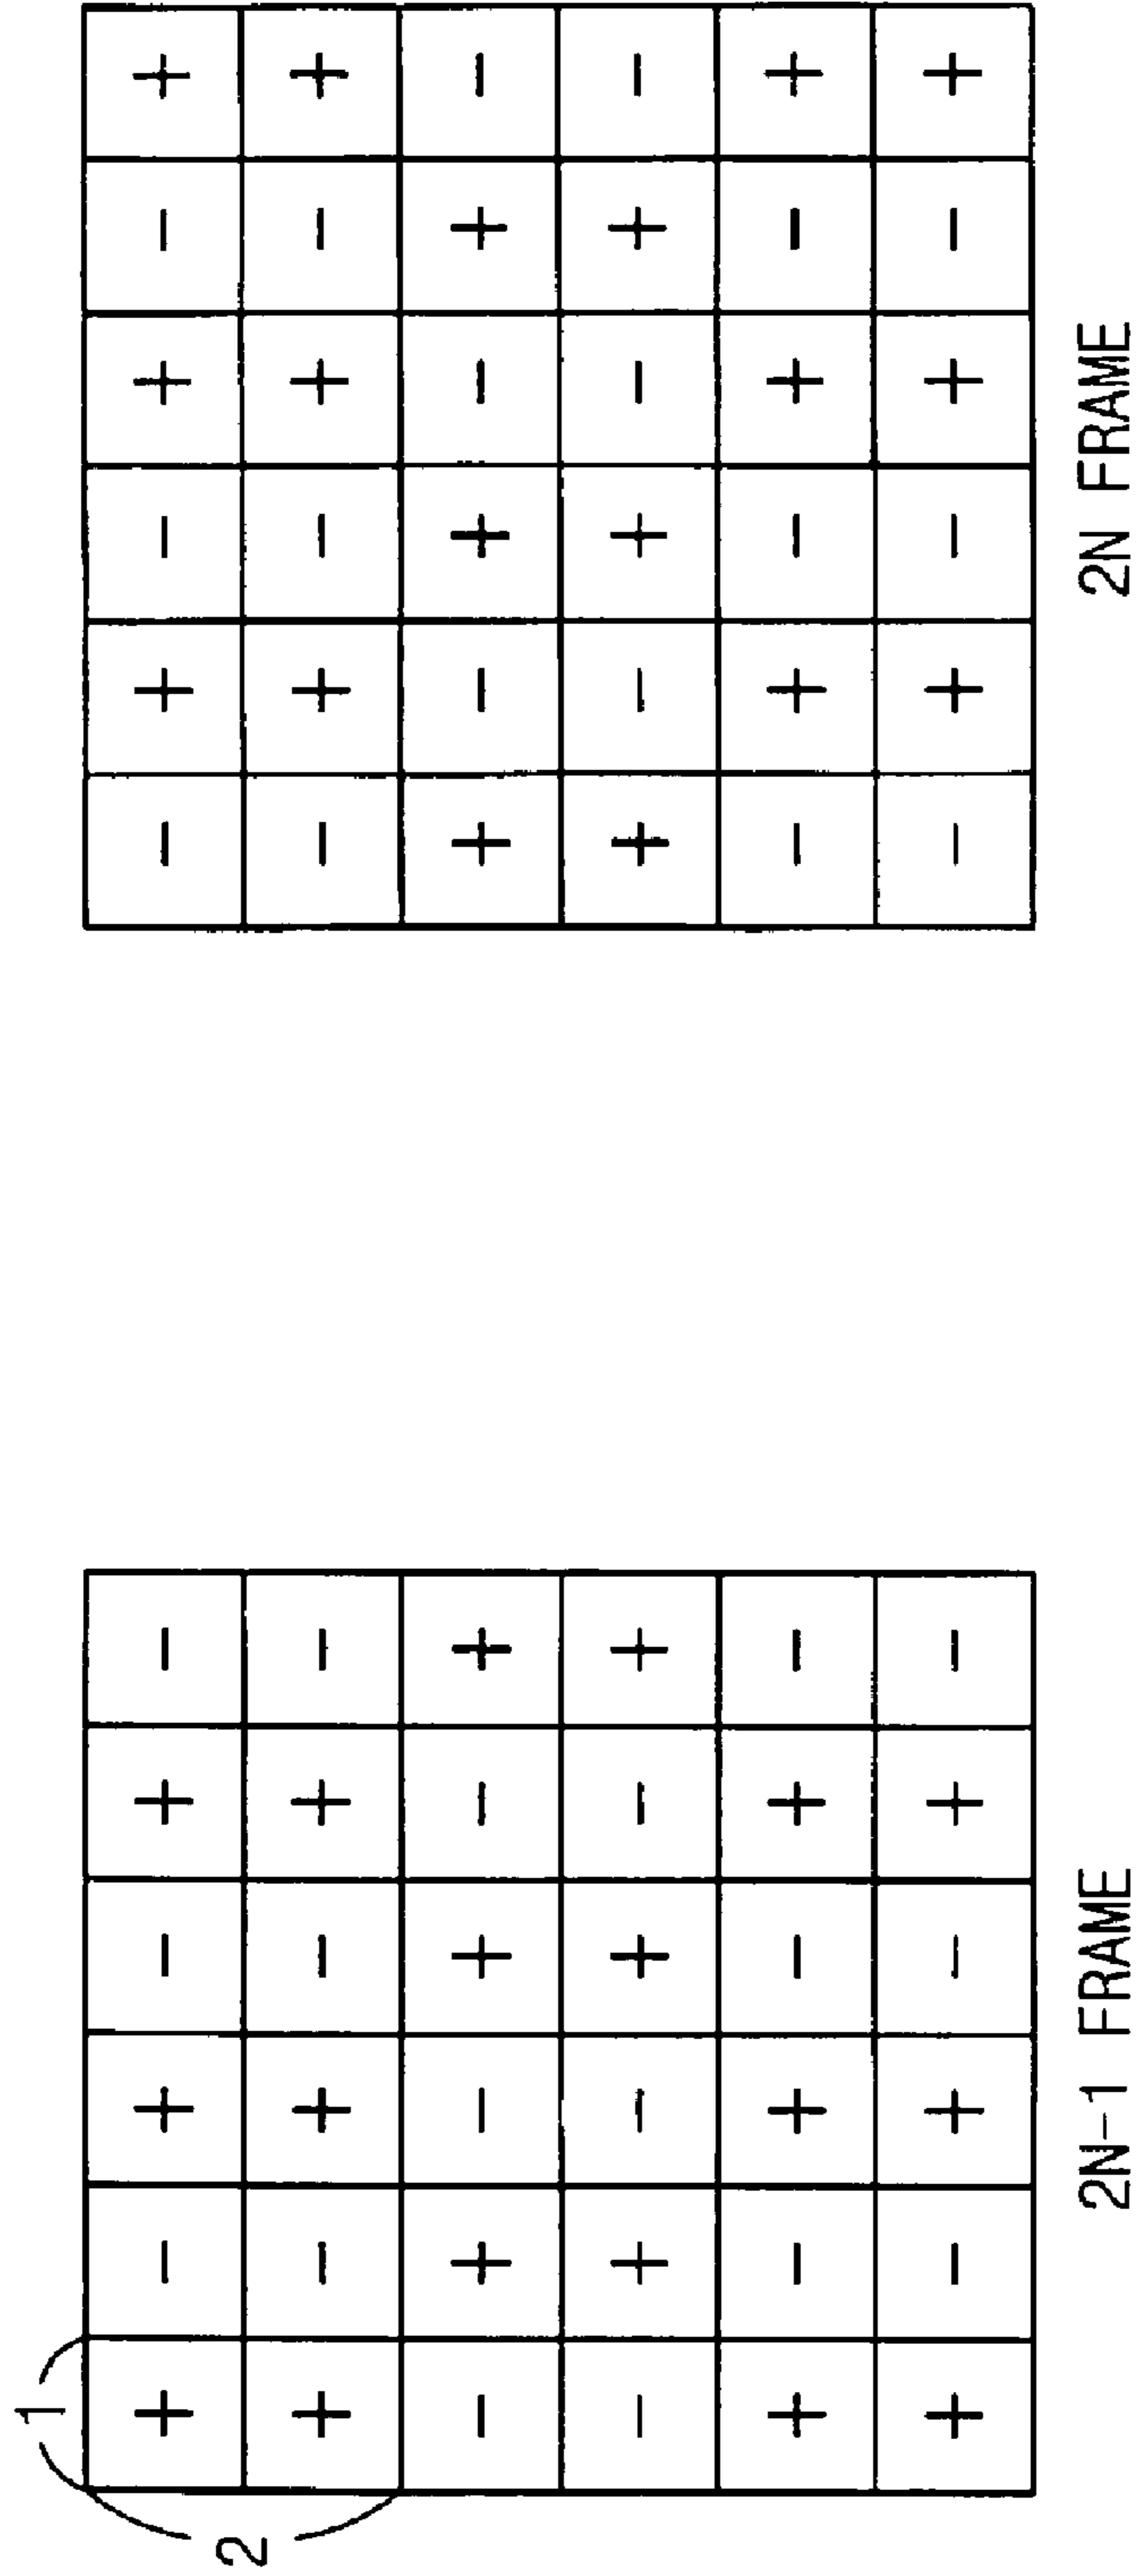 1
+ − + − + − − + − + − +
2
+ − + − + − − + − + − +
− + − + − + + − + − + −
− + − + − + + − + − + −
+ − + − + − − + − + − +
+ − + − + − − + − + − +
2N-1 FRAME 2N FRAME